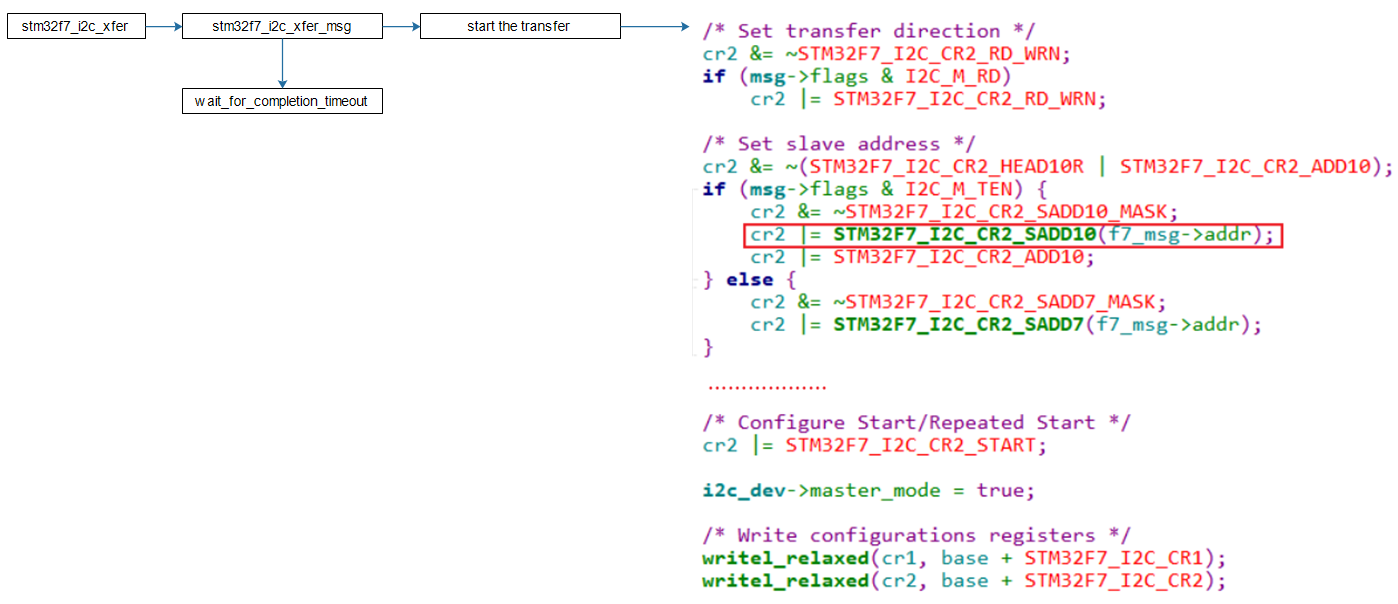 stm32f7_i2c_xfer
stm32f7_i2c_xfer_msg
start the transfer
wait_for_completion_timeout
/* Set transfer direction */
cr2 &= ~STM32F7_I2C_CR2_RD_WRN;
if (msg->flags & I2C_M_RD)
    cr2 |= STM32F7_I2C_CR2_RD_WRN;

/* Set slave address */
cr2 &= ~(STM32F7_I2C_CR2_HEAD10R | STM32F7_I2C_CR2_ADD10);
if (msg->flags & I2C_M_TEN) {
    cr2 &= ~STM32F7_I2C_CR2_SADD10_MASK;
    cr2 |= STM32F7_I2C_CR2_SADD10(f7_msg->addr);
    cr2 |= STM32F7_I2C_CR2_ADD10;
} else {
    cr2 &= ~STM32F7_I2C_CR2_SADD7_MASK;
    cr2 |= STM32F7_I2C_CR2_SADD7(f7_msg->addr);
}
..................
/* Configure Start/Repeated Start */
cr2 |= STM32F7_I2C_CR2_START;

i2c_dev->master_mode = true;

/* Write configurations registers */
writel_relaxed(cr1, base + STM32F7_I2C_CR1);
writel_relaxed(cr2, base + STM32F7_I2C_CR2);